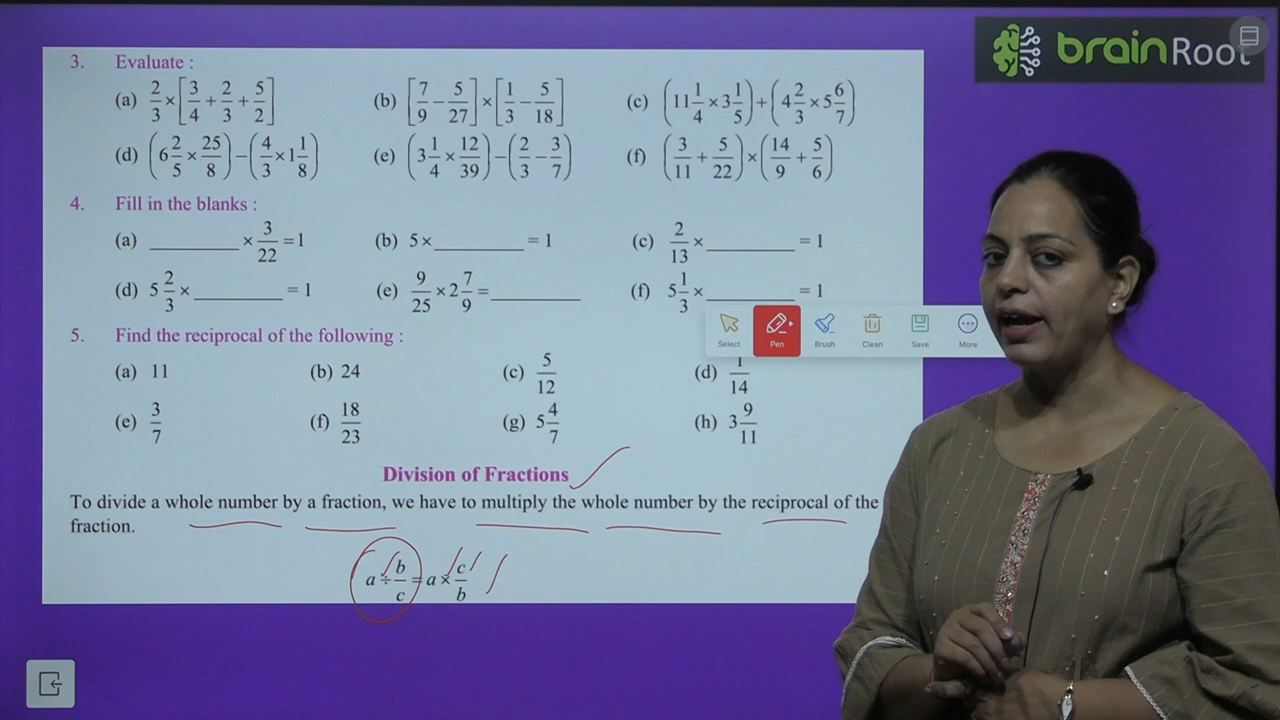 brainRoot
3. Evaluate :
(a) 2/3 × [3/4 + 2/3 + 5/2] (b) [7/9 − 5/27] × [1/3 − 5/18] (c) (11 1/4 × 3 1/5) + (4 2/3 × 5 6/7)
(d) (6 2/5 × 25/8) − (4/3 × 1 1/8) (e) (3 1/4 × 12/39) − (2/3 − 3/7) (f) (3/11 + 5/22) × (14/9 + 5/6)
4. Fill in the blanks :
(a) ________ × 3/22 = 1 (b) 5 × ________ = 1 (c) 2/13 × ________ = 1
(d) 5 2/3 × ________ = 1 (e) 9/25 × 2 7/9 = ________ (f) 5 1/3 × ________ = 1
Select Pen Brush Clean Save More
5. Find the reciprocal of the following :
(a) 11 (b) 24 (c) 5/12 (d) 1/14
(e) 3/7 (f) 18/23 (g) 5 4/7 (h) 3 9/11
Division of Fractions
To divide a whole number by a fraction, we have to multiply the whole number by the reciprocal of the
fraction.
a ÷ b/c = a × c/b